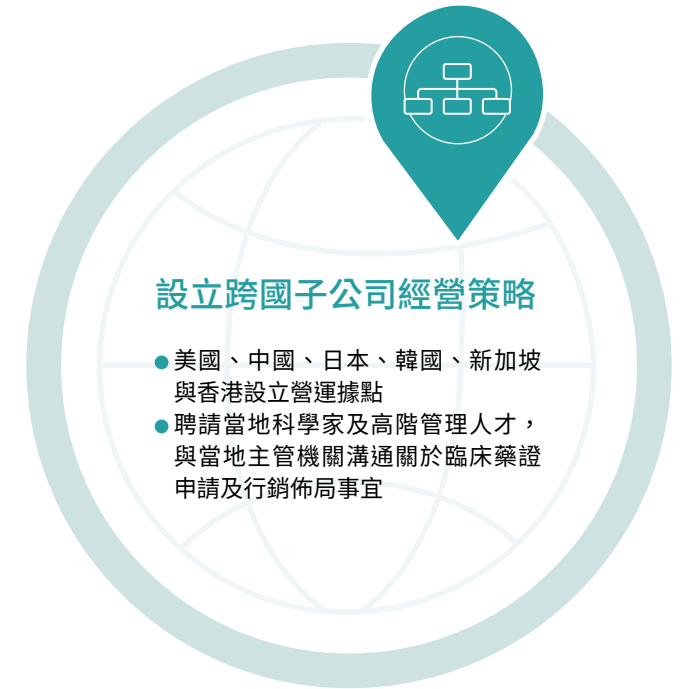 設立跨國子公司經營策略
●美國、中國、日本、韓國、新加坡
與香港設立營運據點
●聘請當地科學家及高階管理人才，
與當地主管機關溝通關於臨床藥證
申請及行銷佈局事宜